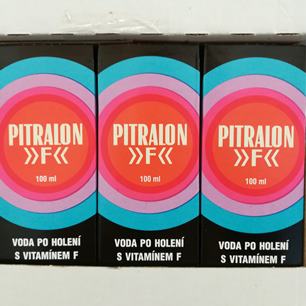 PITRALON
»F«
100 ml
VODA PO HOLENÍ
S VITAMÍNEM F
PITRALON
»F«
100 ml
VODA PO HOLENÍ
S VITAMÍNEM F
PITRALON
»F«
100 ml
VODA PO HOLENÍ
S VITAMÍNEM F